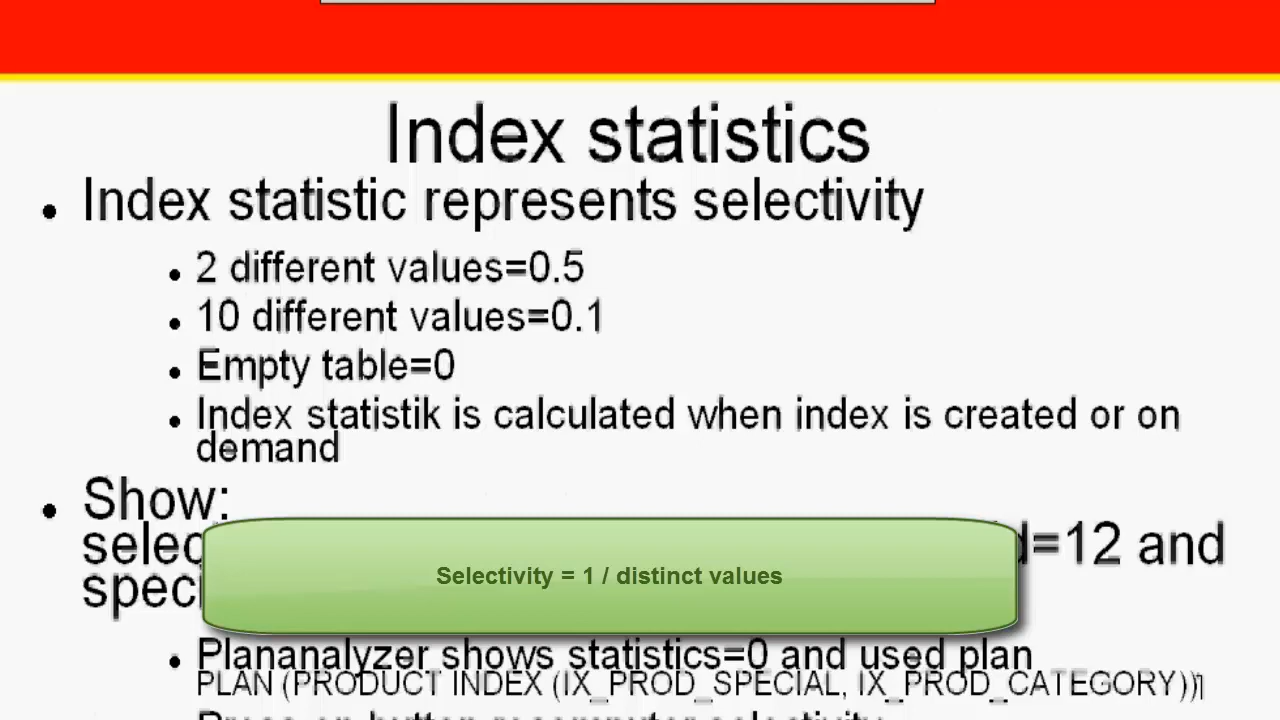 Index statistics
Index statistic represents selectivity
2 different values=0.5
10 different values=0.1
Empty table=0
Index statistik is calculated when index is created or on
demand
Show:
=12 and
Selectivity = 1 / distinct values
Plananalyzer shows statistics=0 and used plan
PLAN (PRODUCT INDEX (IX_PROD_SPECIAL, IX_PROD_CATEGORY))